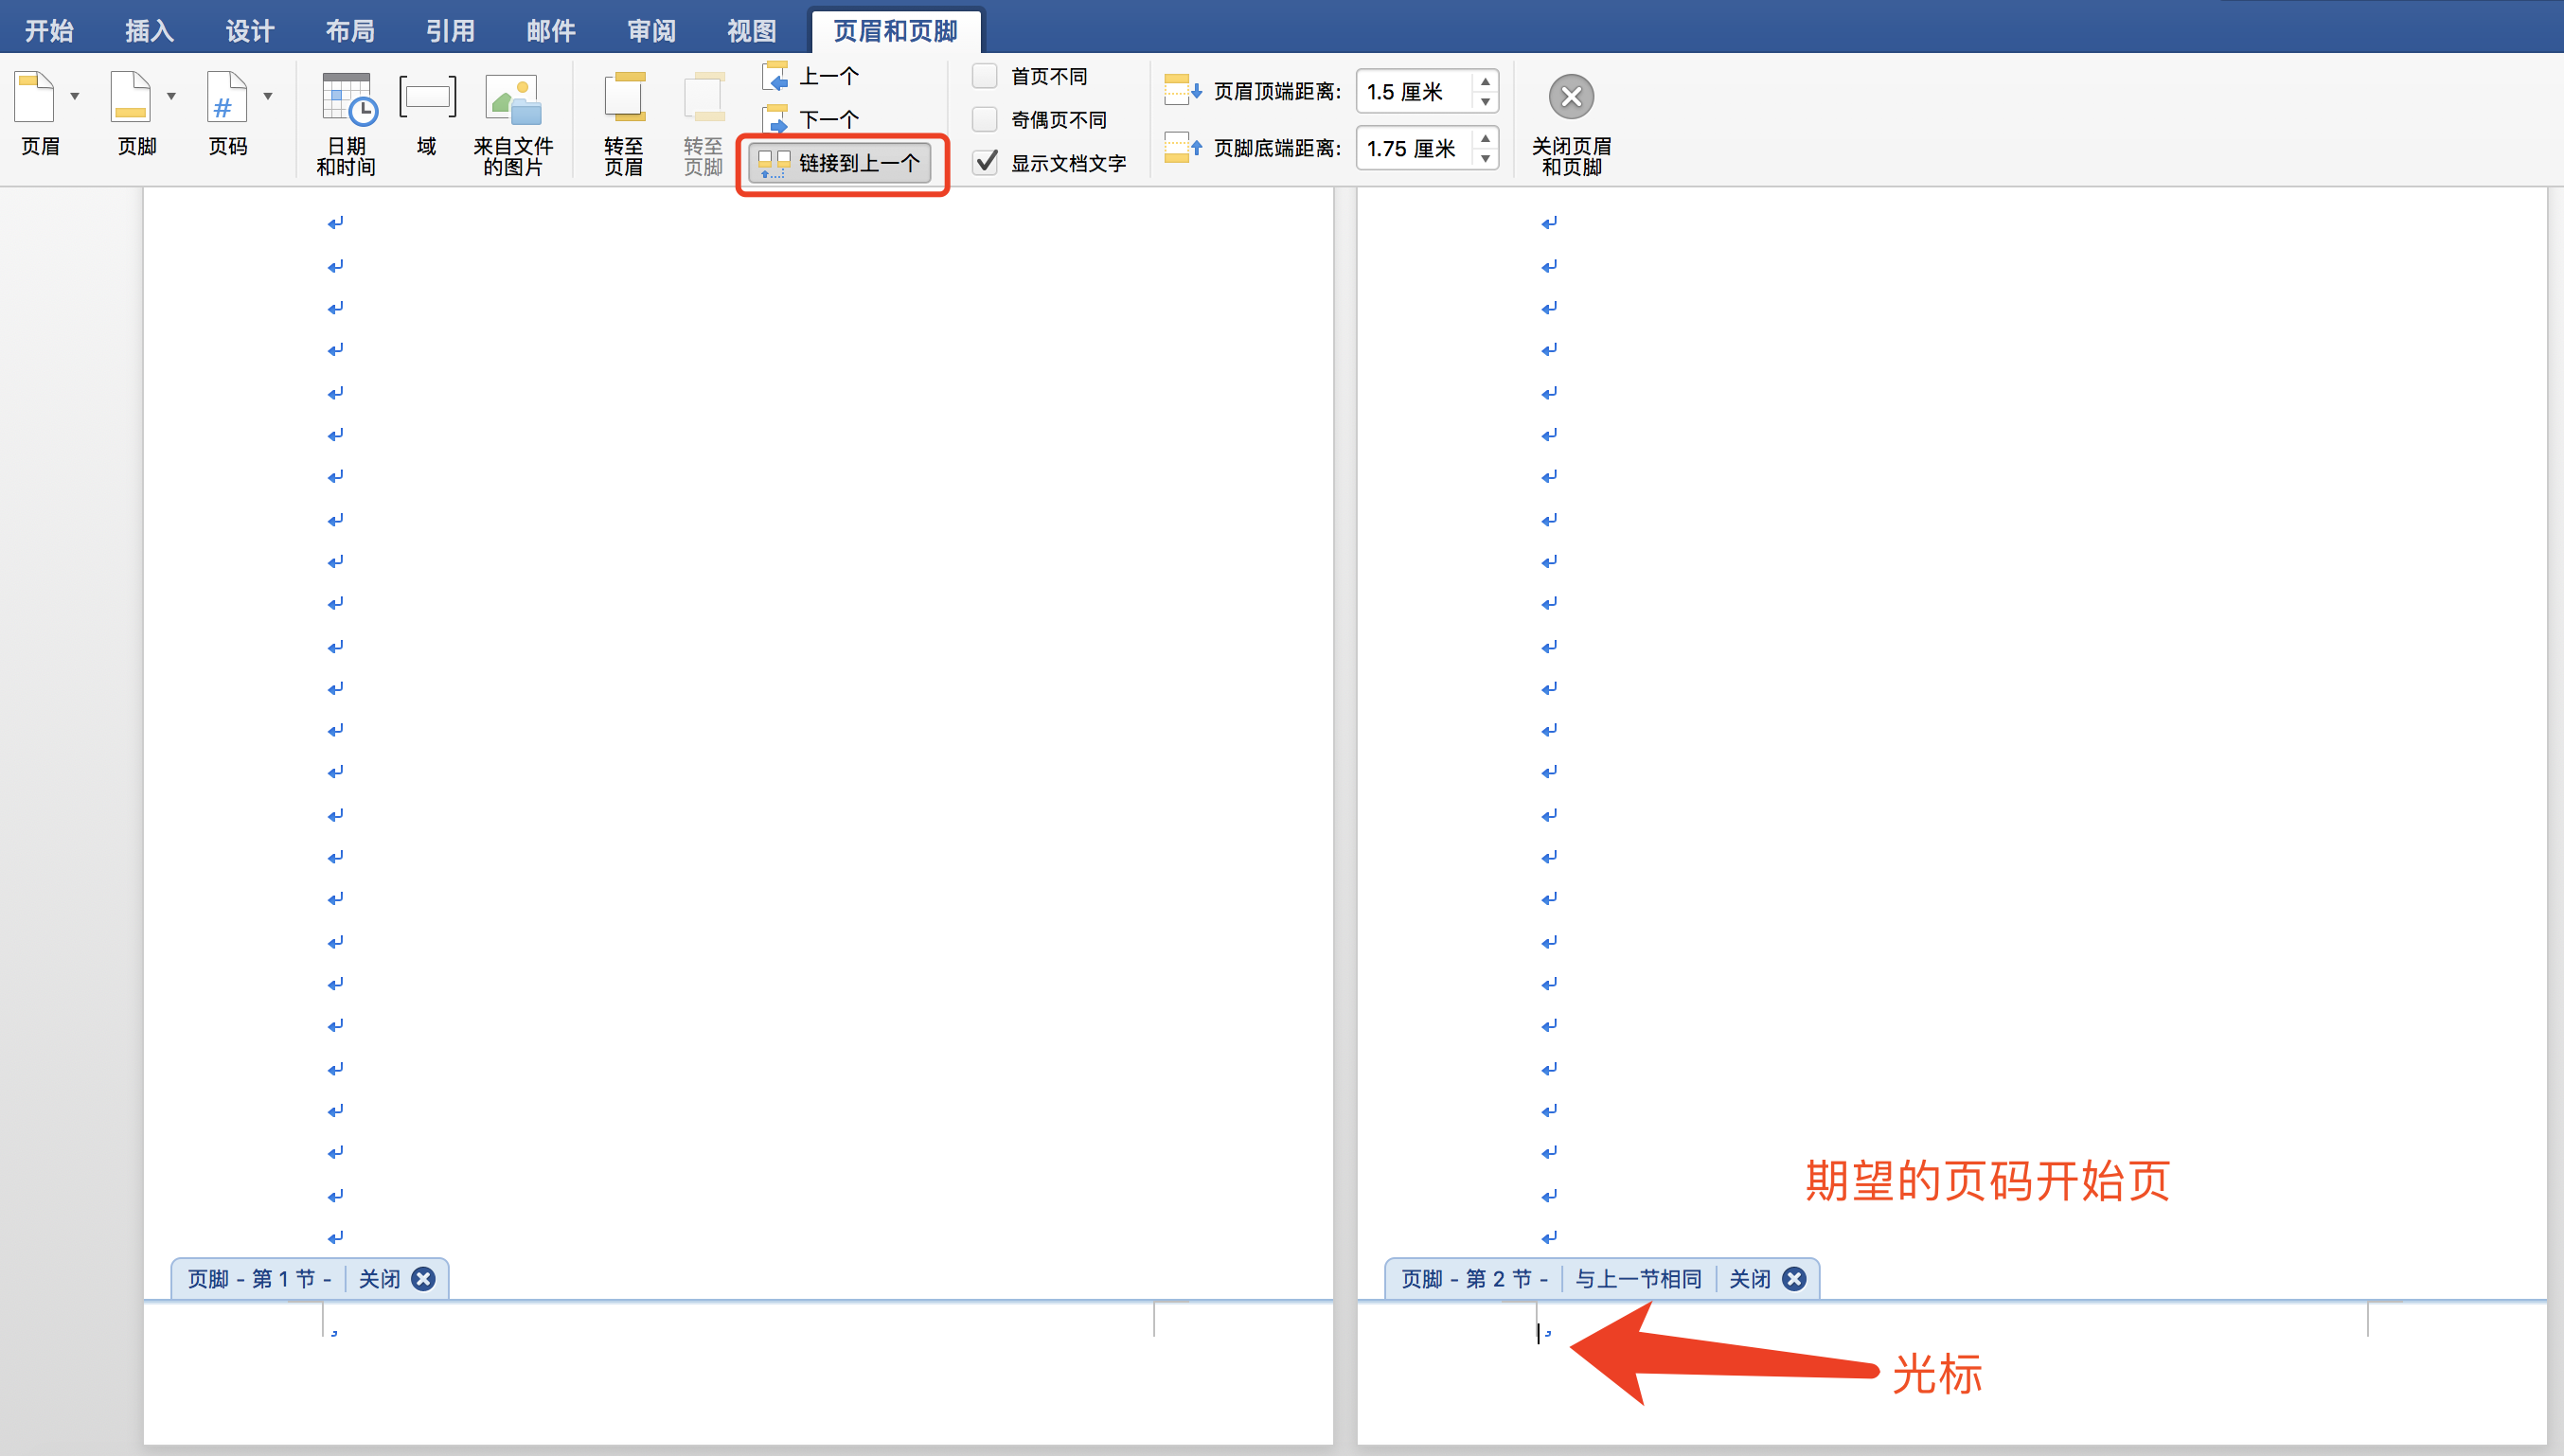 开始 插入 设计 布局 引用 邮件 审阅 视图 页眉和页脚
页眉
页脚
#
页码
日期
和时间
域
来自文件
的图片
转至
页眉
转至
页脚
上一个
下一个
链接到上一个
首页不同
奇偶页不同
显示文档文字
页眉顶端距离: 1.5 厘米
页脚底端距离: 1.75 厘米
关闭页眉
和页脚
期望的页码开始页
页脚 - 第 1 节 - 关闭
页脚 - 第 2 节 - 与上一节相同 关闭
光标